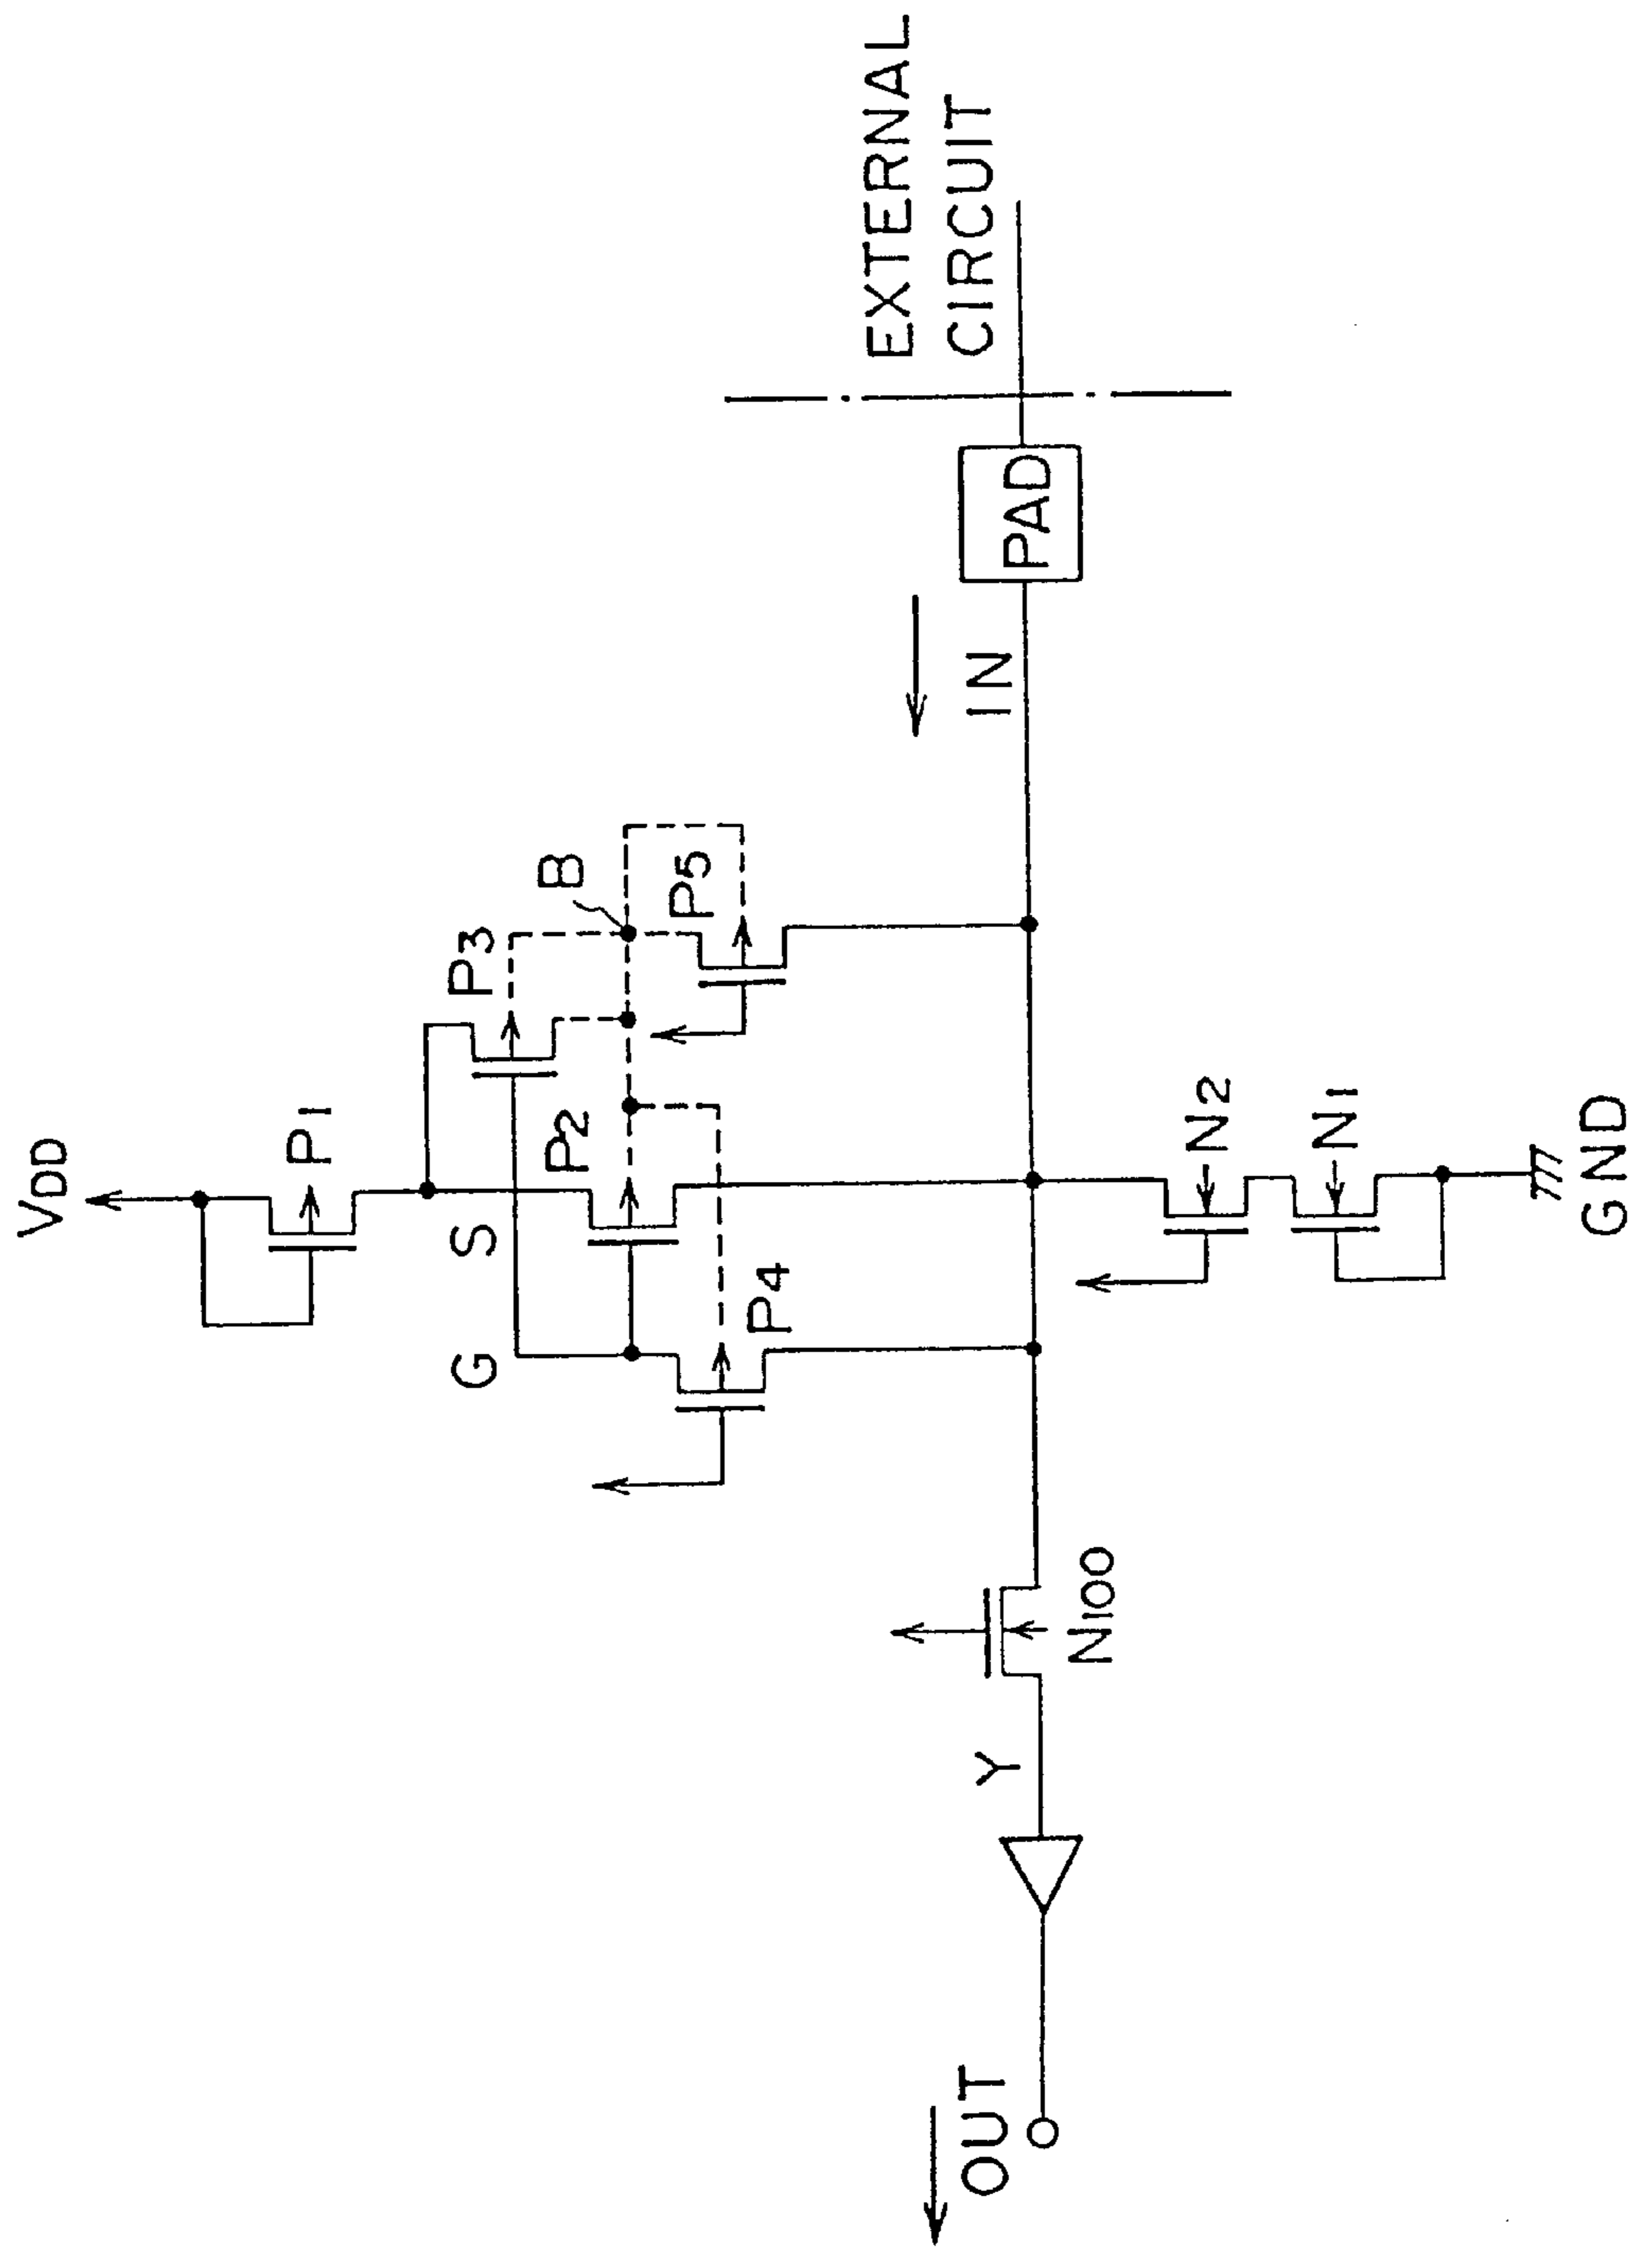 VDD
P1
P3
S
B
G
P2
P5
P4
EXTERNAL
CIRCUIT
IN
PAD
N2
N1
GND
N100
Y
OUT